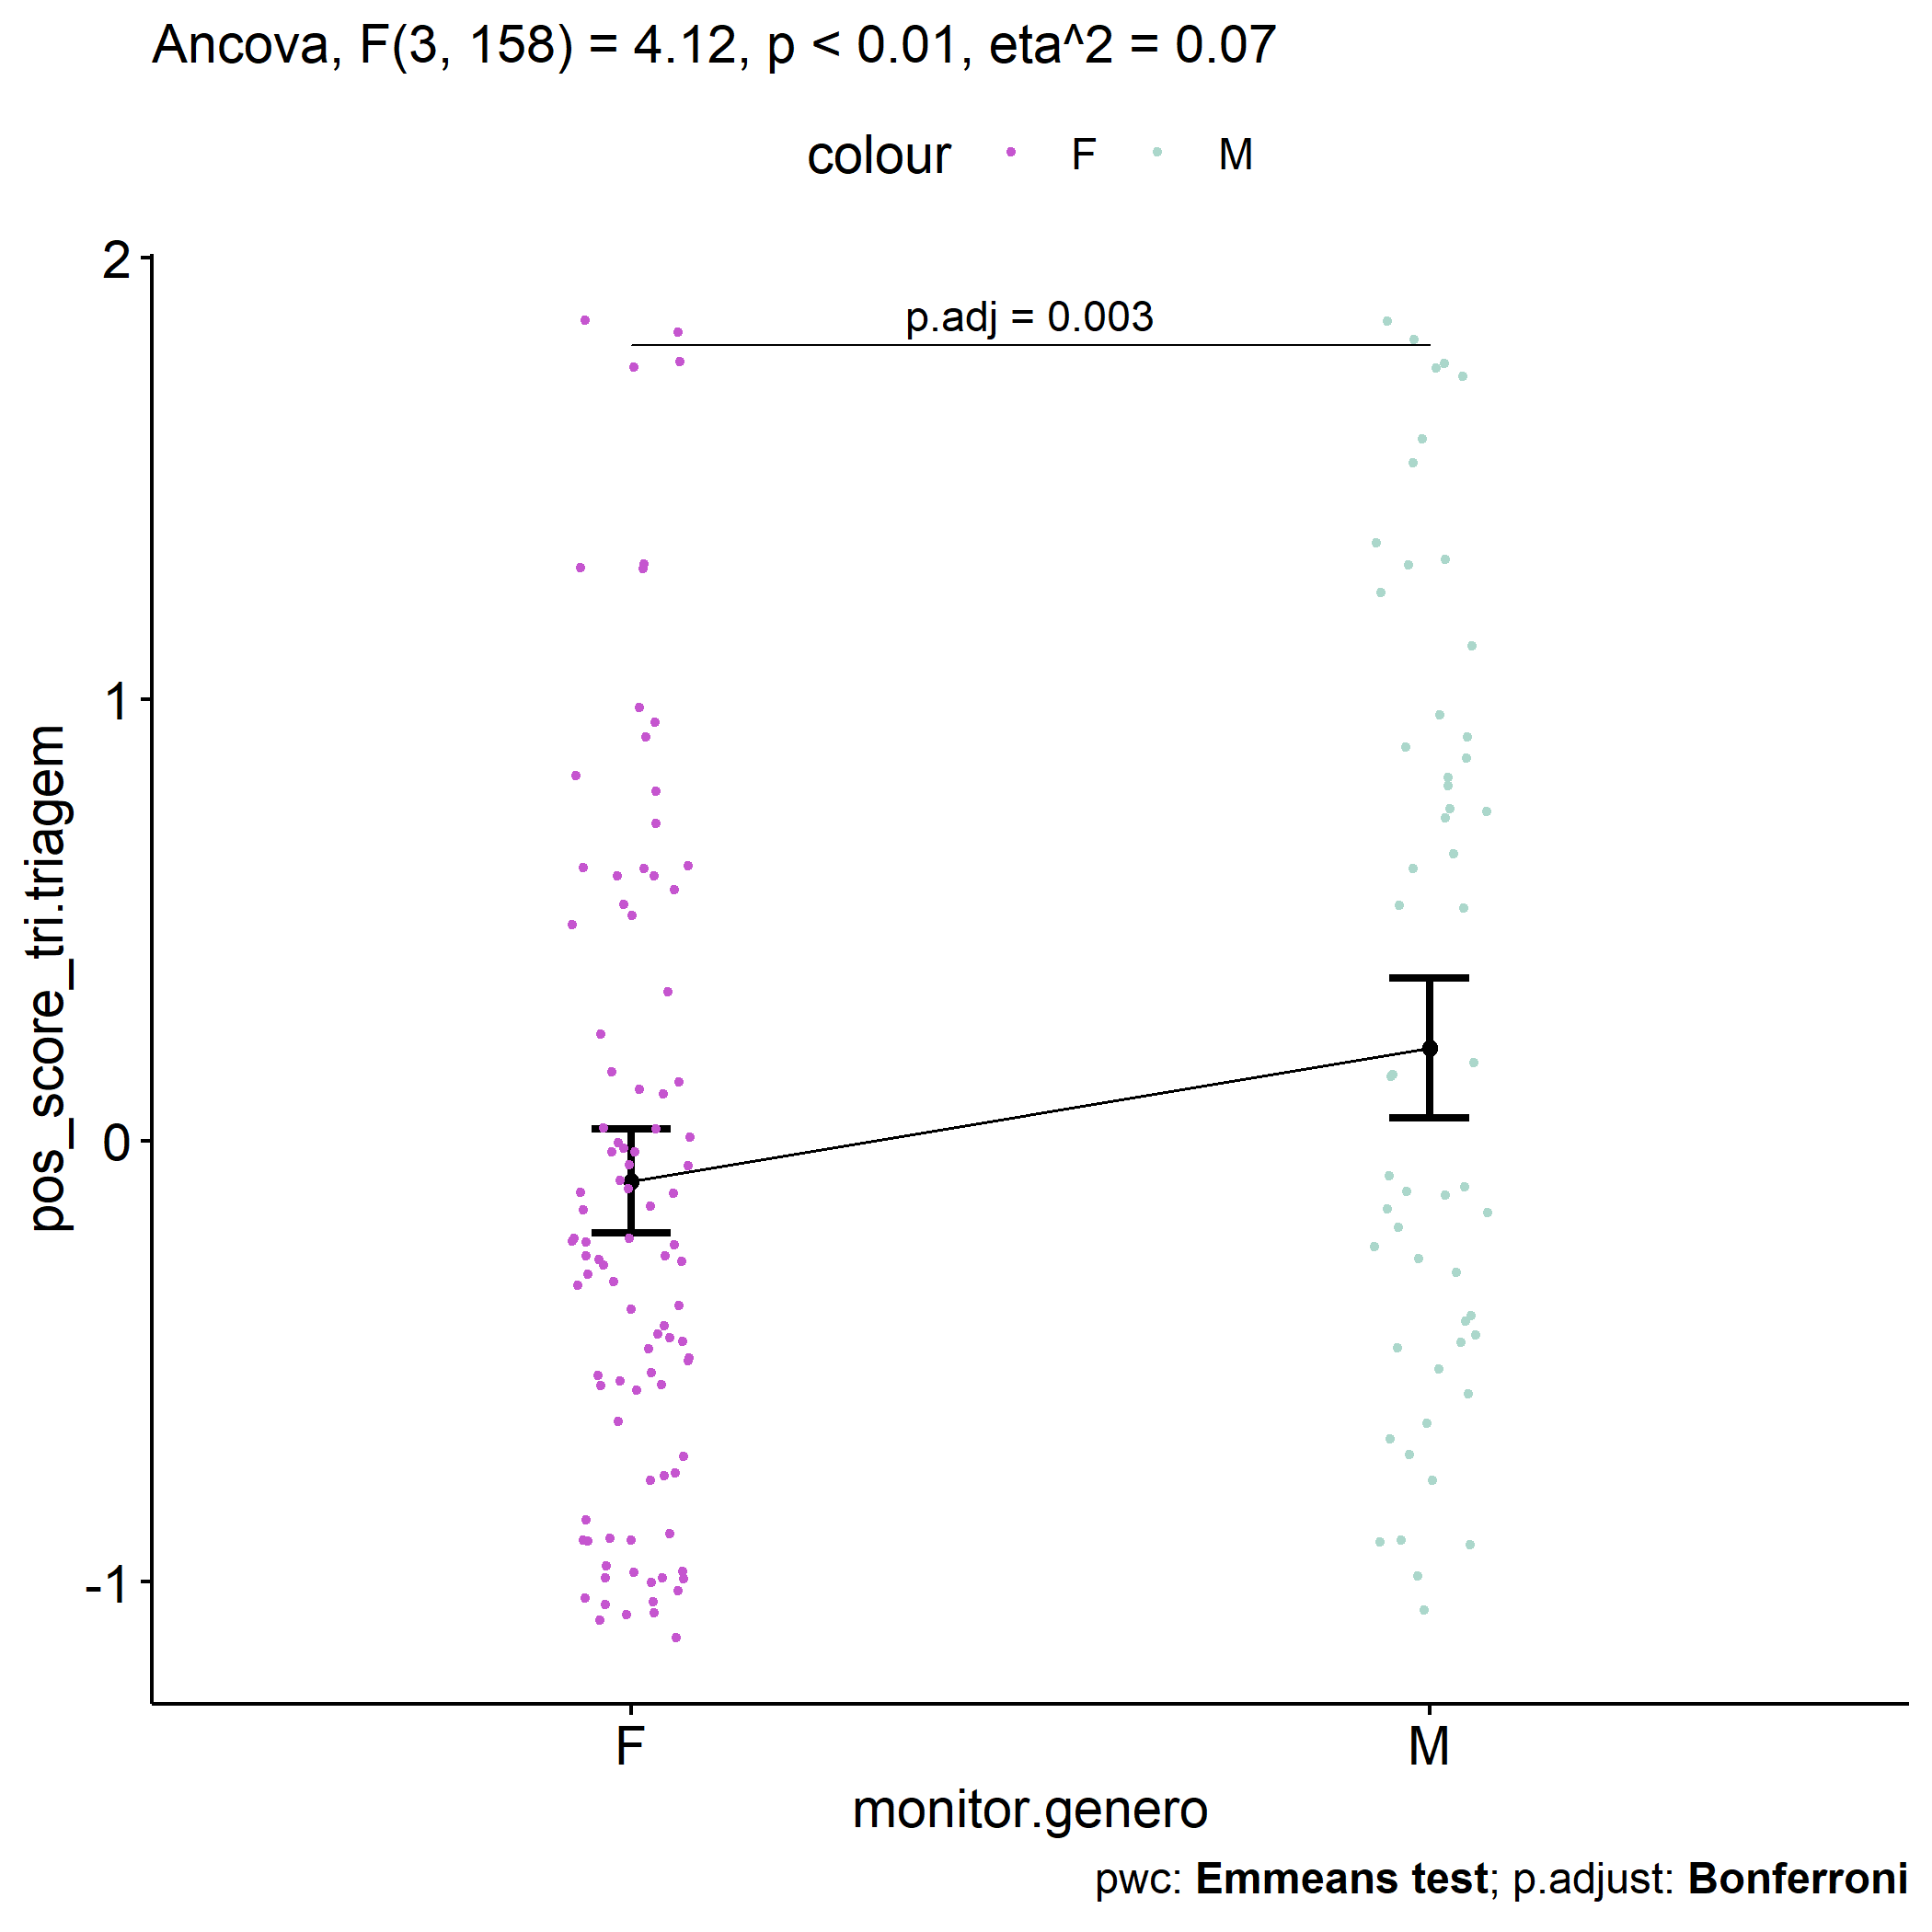 Ancova, F(3, 158) = 4.12, p < 0.01, eta^2 = 0.07
colour F M
2
p.adj = 0.003
1
pos_score_tri.triagem
0
-1
F M
monitor.genero
pwc: Emmeans test; p.adjust: Bonferroni